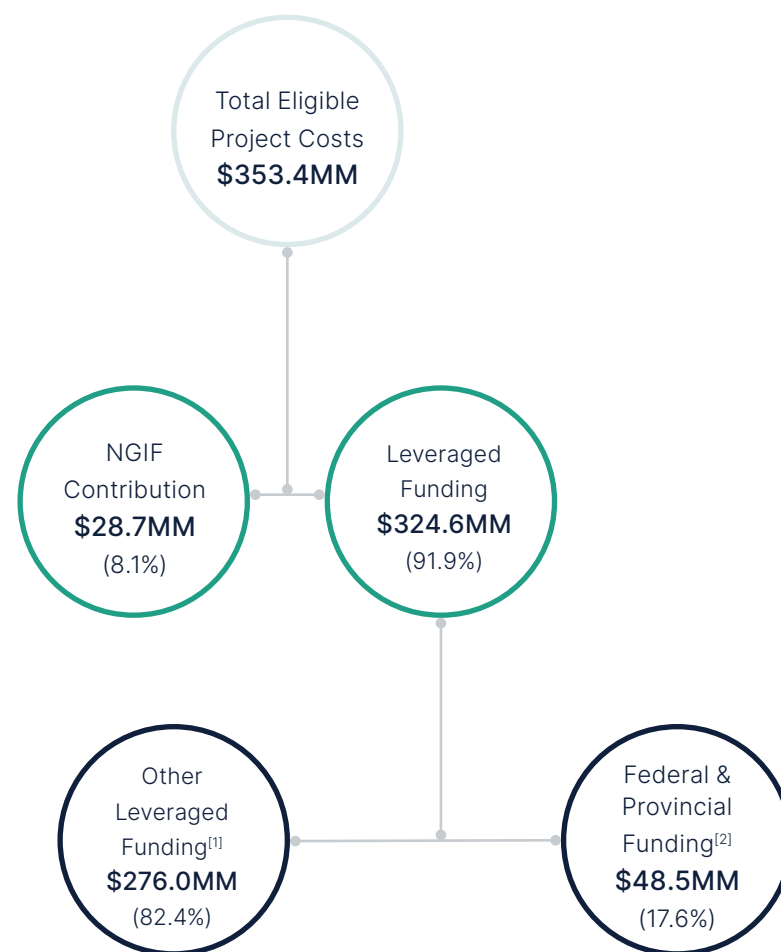 Total Eligible
Project Costs
$353.4MM
NGIF
Contribution
$28.7MM
(8.1%)
Leveraged
Funding
$324.6MM
(91.9%)
Other
Leveraged
Funding[1]
$276.0MM
(82.4%)
Federal &
Provincial
Funding[2]
$48.5MM
(17.6%)